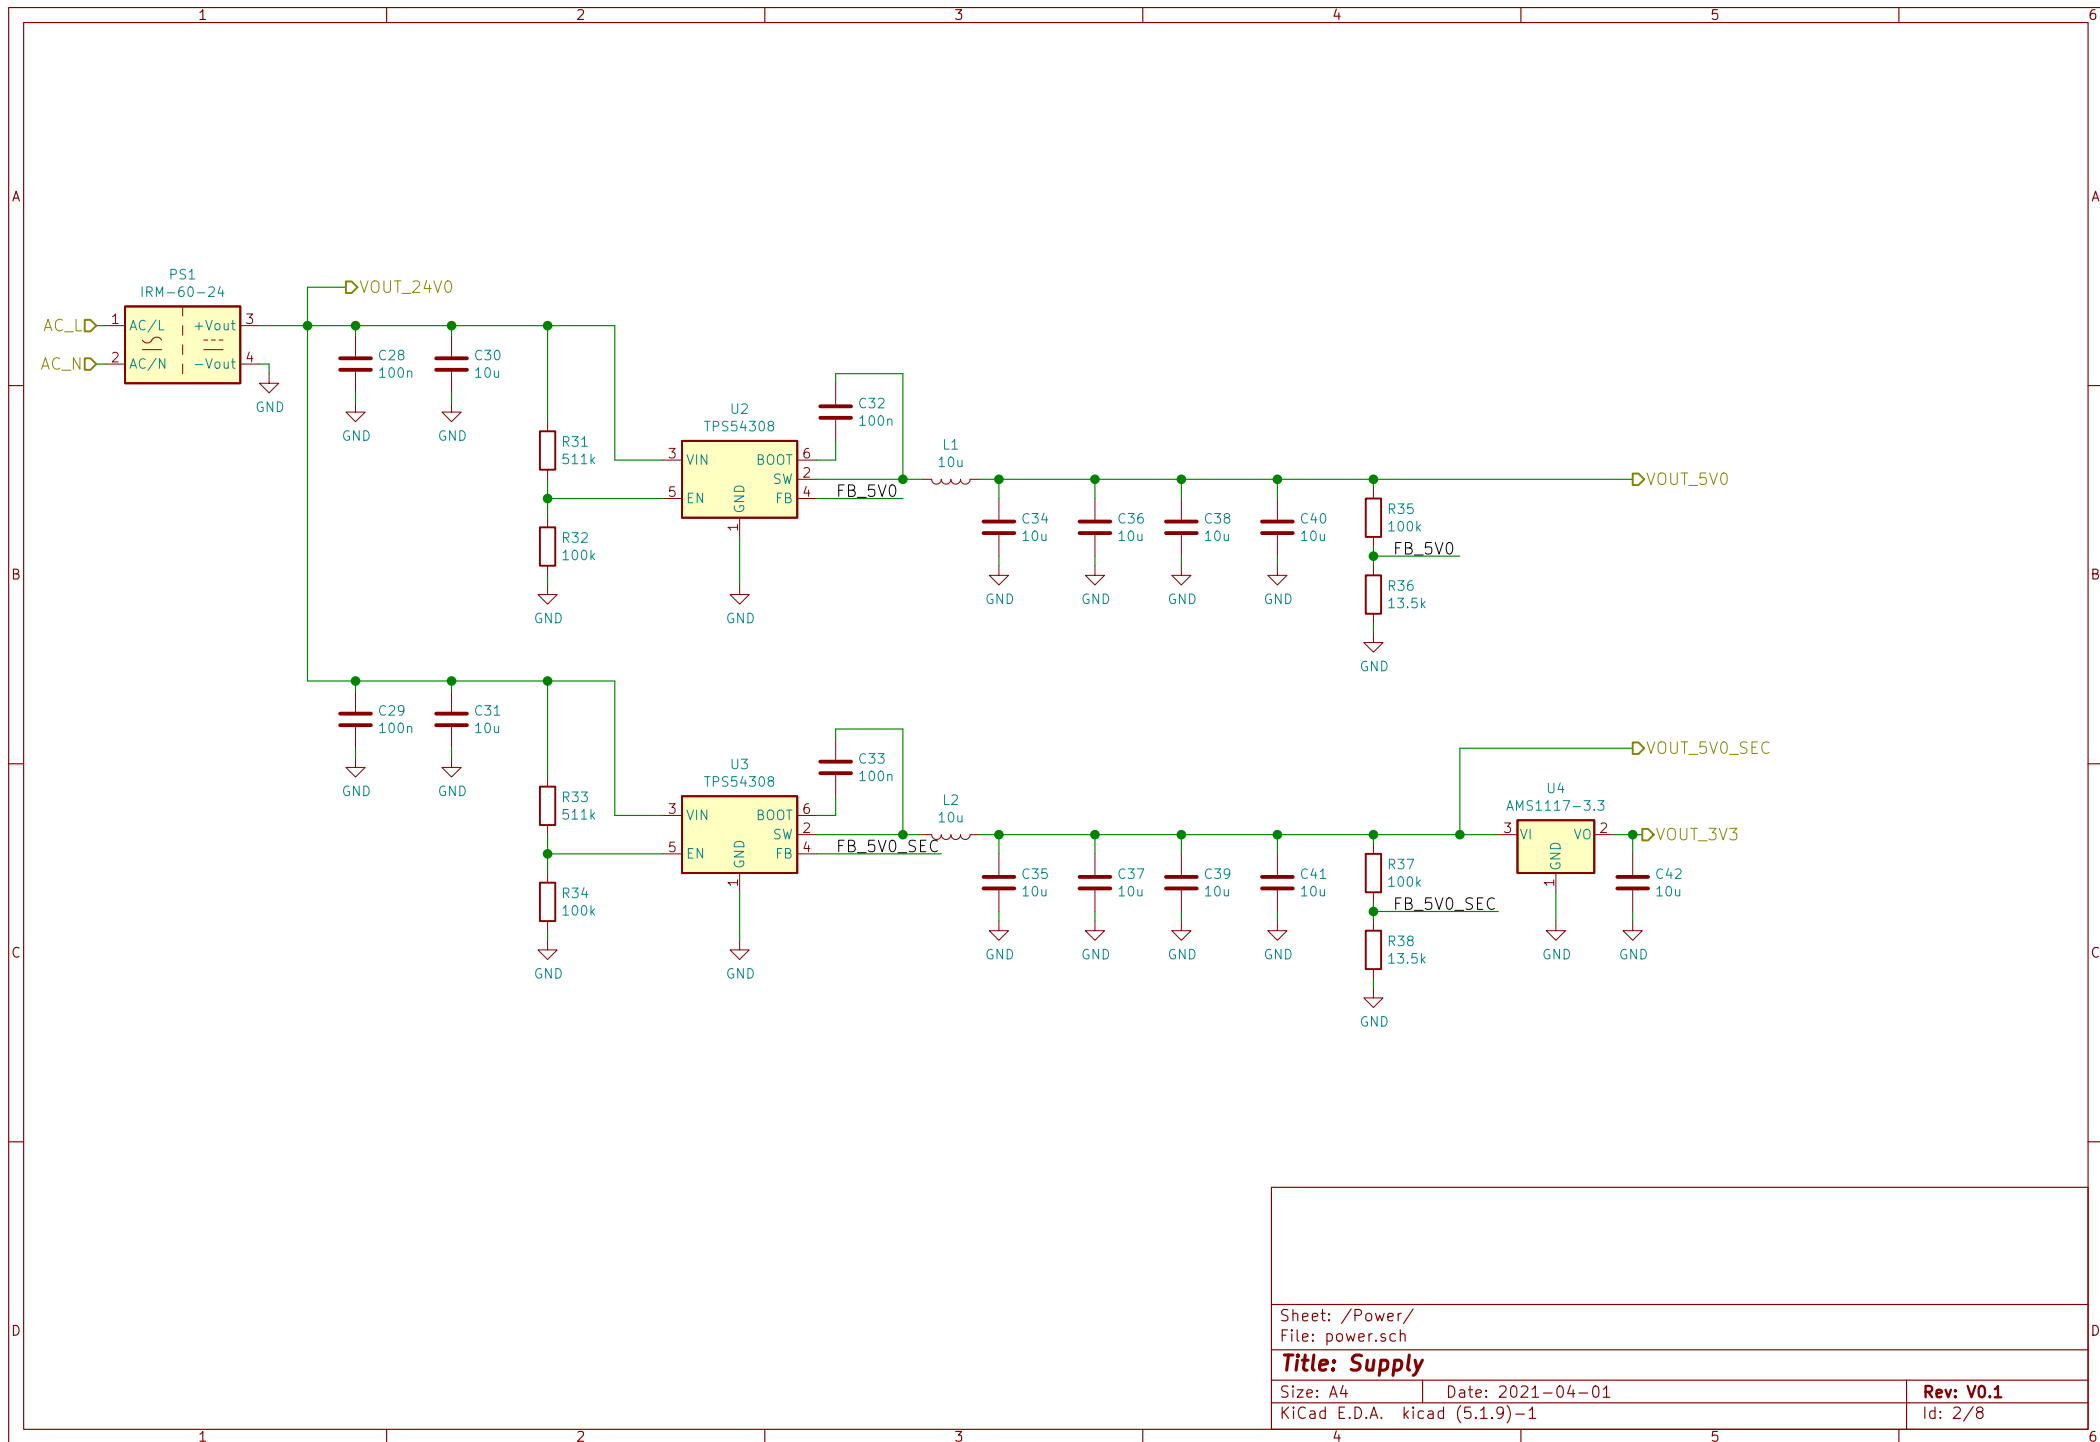 1 2 3 4 5 6
A A
PS1
IRM-60-24
VOUT_24V0
AC_L 1 AC/L +Vout 3
AC_N 2 AC/N -Vout 4
GND
C28
100n
GND
C30
10u
GND
R31
511k
R32
100k
GND
U2
TPS54308
3 VIN BOOT 6
SW 2
5 EN FB 4
GND
1
GND
C32
100n
FB_5V0
L1
10u
C34
10u
GND
C36
10u
GND
C38
10u
GND
C40
10u
GND
R35
100k
FB_5V0
R36
13.5k
GND
VOUT_5V0
B B
C29
100n
GND
C31
10u
GND
R33
511k
R34
100k
GND
U3
TPS54308
3 VIN BOOT 6
SW 2
5 EN FB 4
GND
1
GND
C33
100n
FB_5V0_SEC
L2
10u
C35
10u
GND
C37
10u
GND
C39
10u
GND
C41
10u
GND
R37
100k
FB_5V0_SEC
R38
13.5k
GND
VOUT_5V0_SEC
U4
AMS1117-3.3
3 VI VO 2
GND
1
GND
VOUT_3V3
C42
10u
GND
C C
D D
Sheet: /Power/
File: power.sch
Title: Supply
Size: A4 Date: 2021-04-01 Rev: V0.1
KiCad E.D.A. kicad (5.1.9)-1 Id: 2/8
1 2 3 4 5 6